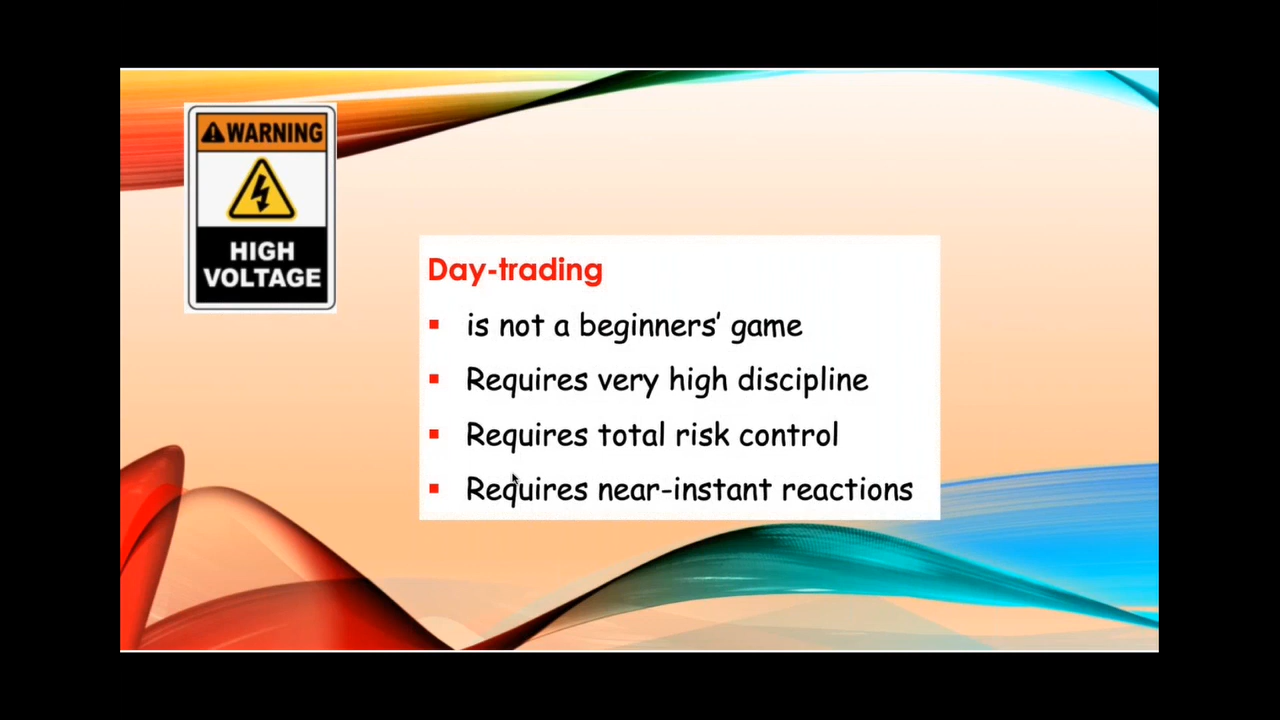 WARNING
HIGH
VOLTAGE
Day-trading
is not a beginners’ game
Requires very high discipline
Requires total risk control
Requires near-instant reactions